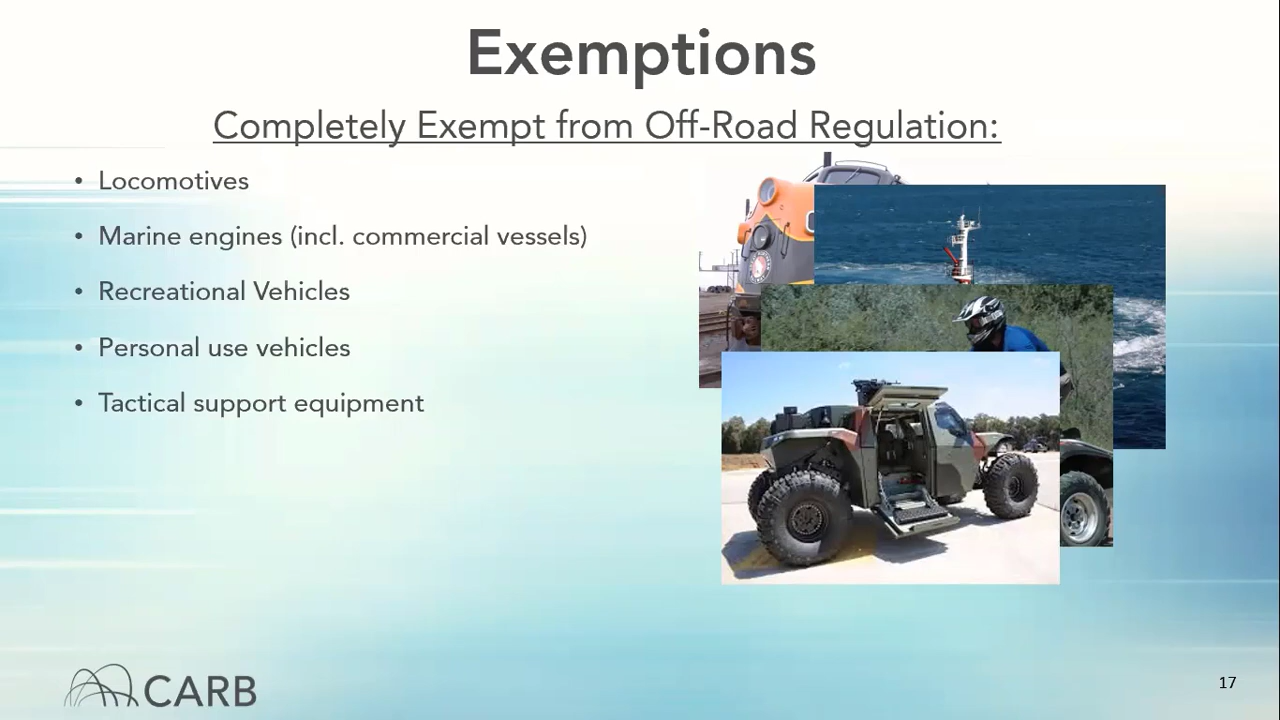 Exemptions
Completely Exempt from Off-Road Regulation:
• Locomotives
• Marine engines (incl. commercial vessels)
• Recreational Vehicles
• Personal use vehicles
• Tactical support equipment
CARB
17